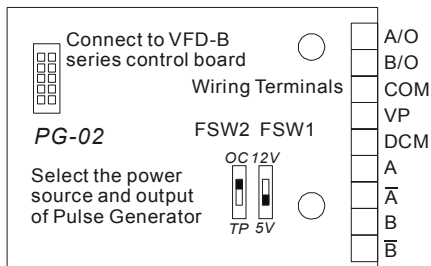 Connect to VFD-B
series control board
Wiring Terminals
PG-02
FSW2 FSW1
OC 12V
Select the power
source and output
of Pulse Generator
TP 5V
A/O
B/O
COM
VP
DCM
A
A̅
B
B̅